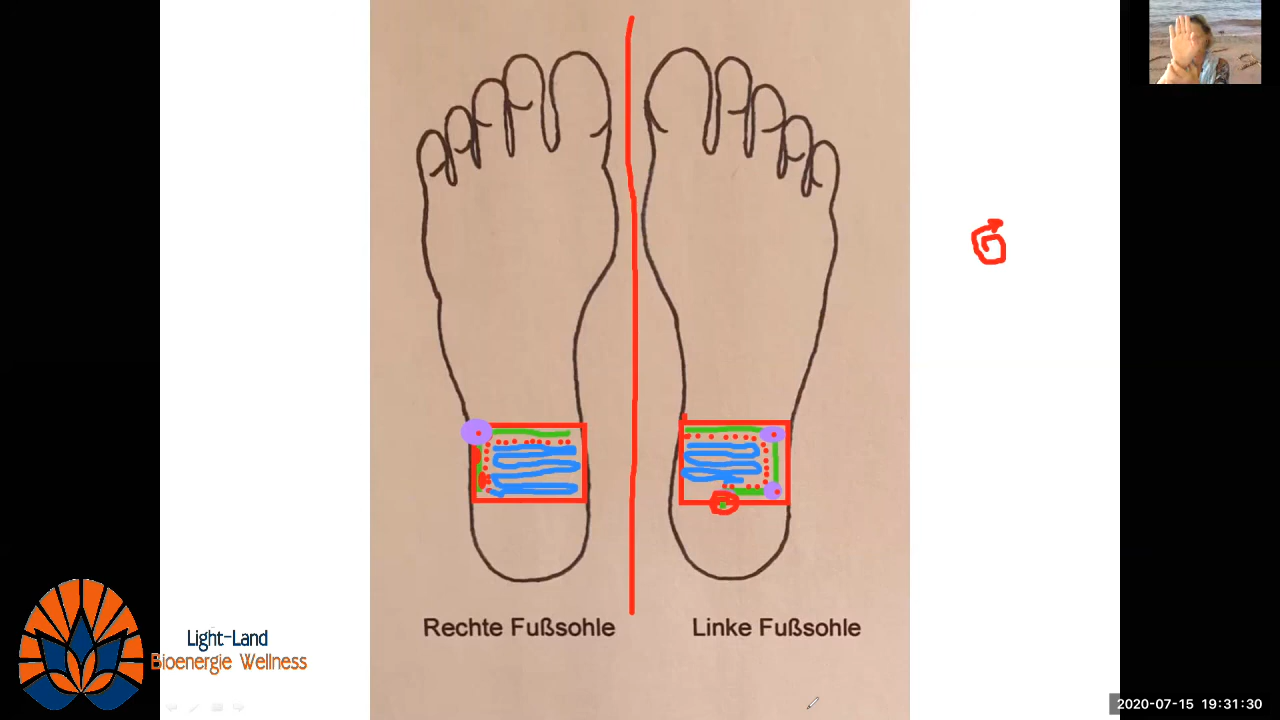 Rechte Fußsohle
Linke Fußsohle
Light-Land
Bioenergie Wellness
2020-07-15 19:31:30